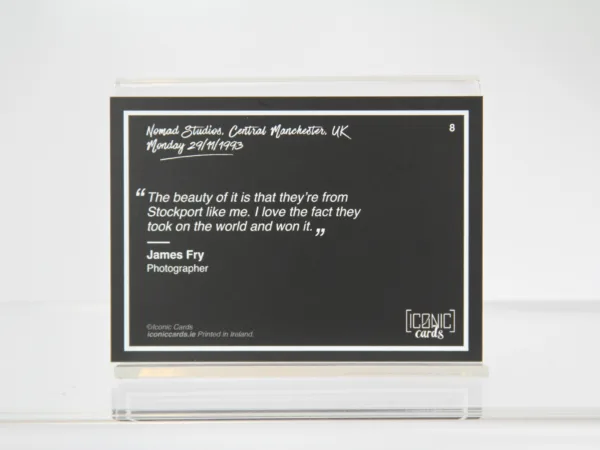 Nomad Studios, Central Manchester, UK
Monday 29/11/1993
8
“The beauty of it is that they're from
Stockport like me. I love the fact they
took on the world and won it.”
James Fry
Photographer
©Iconic Cards
iconiccards.ie Printed in Ireland.
[ICONIC]
cards